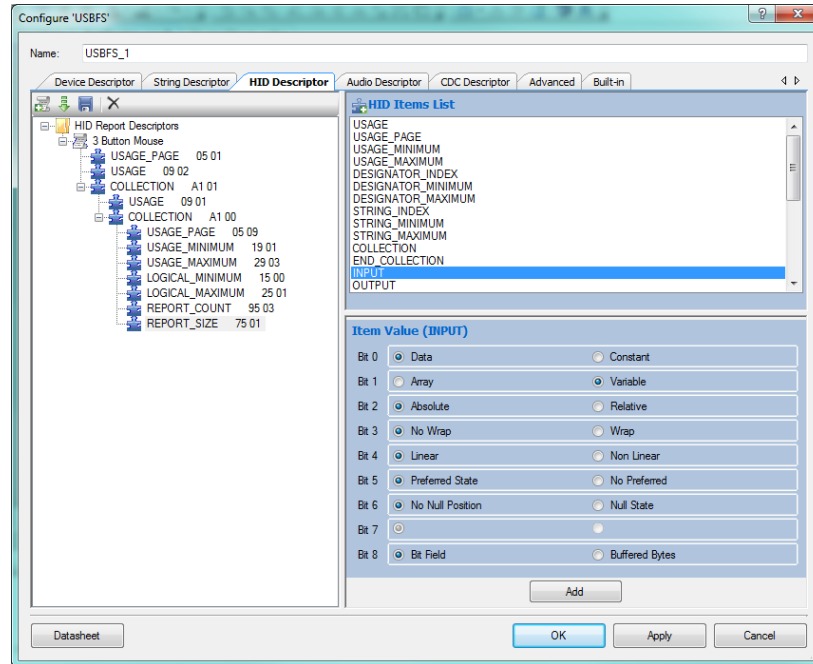 Configure 'USBFS'
Name: USBFS_1
Device Descriptor String Descriptor HID Descriptor Audio Descriptor CDC Descriptor Advanced Built-in
HID Report Descriptors
3 Button Mouse
USAGE_PAGE 05 01
USAGE 09 02
COLLECTION A1 01
USAGE 09 01
COLLECTION A1 00
USAGE_PAGE 05 09
USAGE_MINIMUM 19 01
USAGE_MAXIMUM 29 03
LOGICAL_MINIMUM 15 00
LOGICAL_MAXIMUM 25 01
REPORT_COUNT 95 03
REPORT_SIZE 75 01
HID Items List
USAGE
USAGE_PAGE
USAGE_MINIMUM
USAGE_MAXIMUM
DESIGNATOR_INDEX
DESIGNATOR_MINIMUM
DESIGNATOR_MAXIMUM
STRING_INDEX
STRING_MINIMUM
STRING_MAXIMUM
COLLECTION
END_COLLECTION
INPUT
OUTPUT
Item Value (INPUT)
Bit 0 Data Constant
Bit 1 Array Variable
Bit 2 Absolute Relative
Bit 3 No Wrap Wrap
Bit 4 Linear Non Linear
Bit 5 Preferred State No Preferred
Bit 6 No Null Position Null State
Bit 7
Bit 8 Bit Field Buffered Bytes
Add
Datasheet OK Apply Cancel